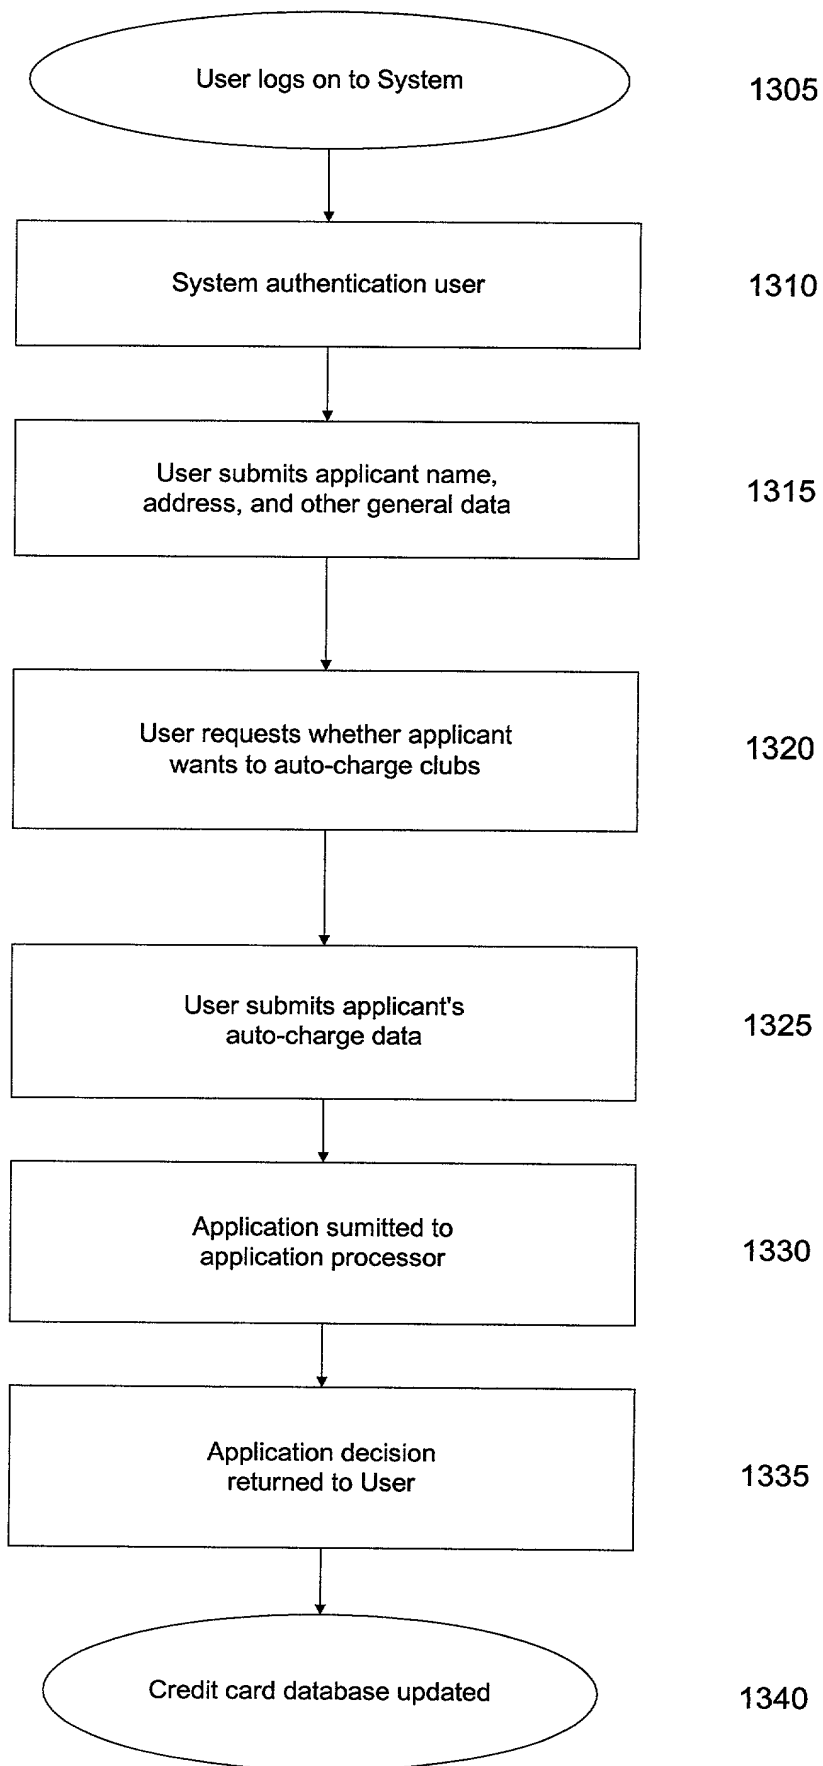 User logs on to System
1305
System authentication user
1310
User submits applicant name,
address, and other general data
1315
User requests whether applicant
wants to auto-charge clubs
1320
User submits applicant's
auto-charge data
1325
Application sumitted to
application processor
1330
Application decision
returned to User
1335
Credit card database updated
1340